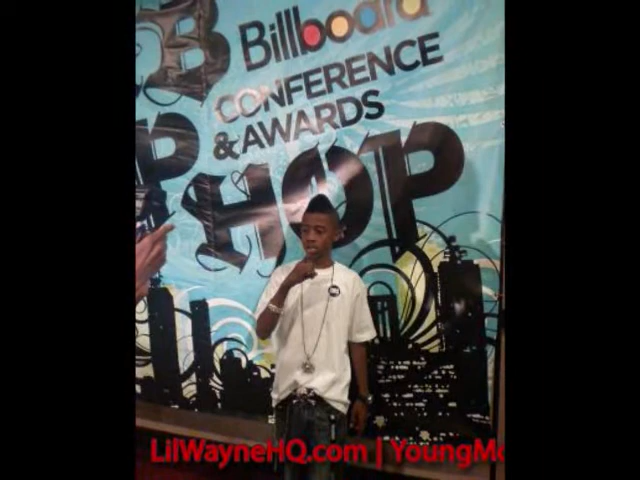 Billboard
CONFERENCE
& AWARDS
P
HOP
LilWayneHQ.com | YoungMo